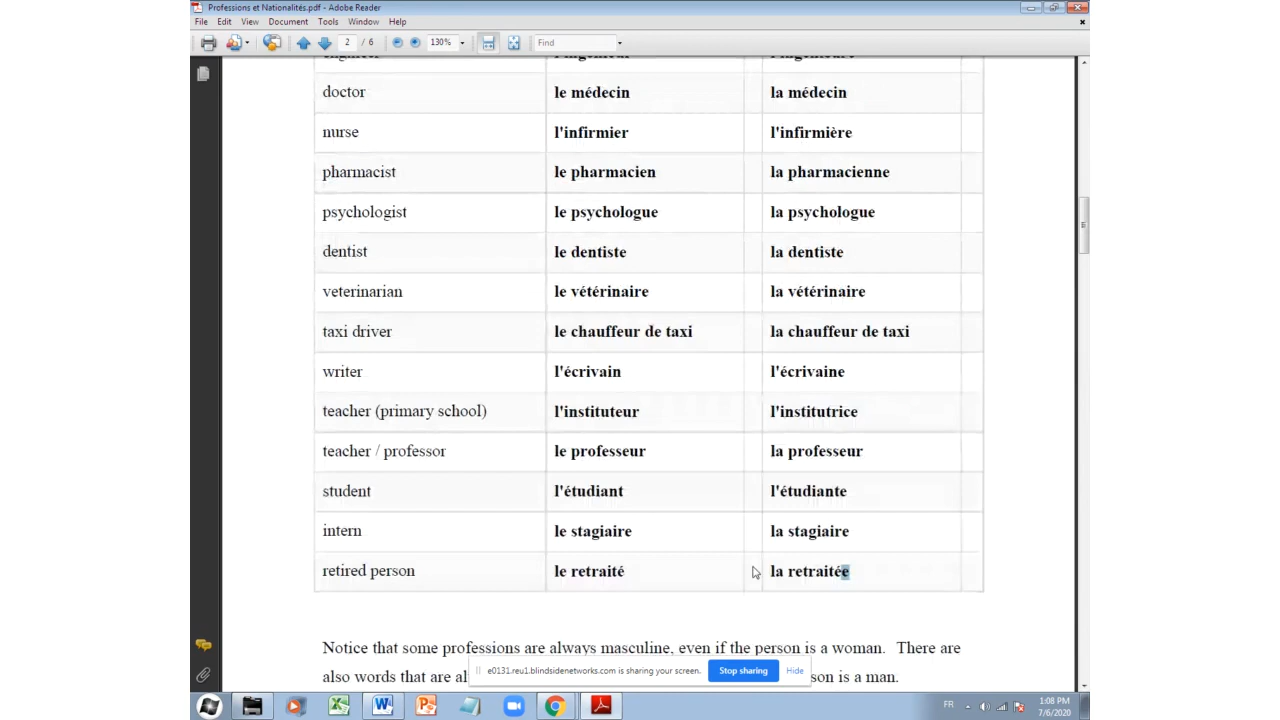 Professions et Nationalités.pdf - Adobe Reader
File Edit View Document Tools Window Help
2 / 6 130% Find
engineer l'ingénieur l'ingénieure
doctor le médecin la médecin
nurse l'infirmier l'infirmière
pharmacist le pharmacien la pharmacienne
psychologist le psychologue la psychologue
dentist le dentiste la dentiste
veterinarian le vétérinaire la vétérinaire
taxi driver le chauffeur de taxi la chauffeur de taxi
writer l'écrivain l'écrivaine
teacher (primary school) l'instituteur l'institutrice
teacher / professor le professeur la professeur
student l'étudiant l'étudiante
intern le stagiaire la stagiaire
retired person le retraité la retraitée
Notice that some professions are always masculine, even if the person is a woman. There are
also words that are al son is a man.
e0131.reu1.blindsidenetworks.com is sharing your screen. Stop sharing Hide
FR 1:08 PM
7/6/2020